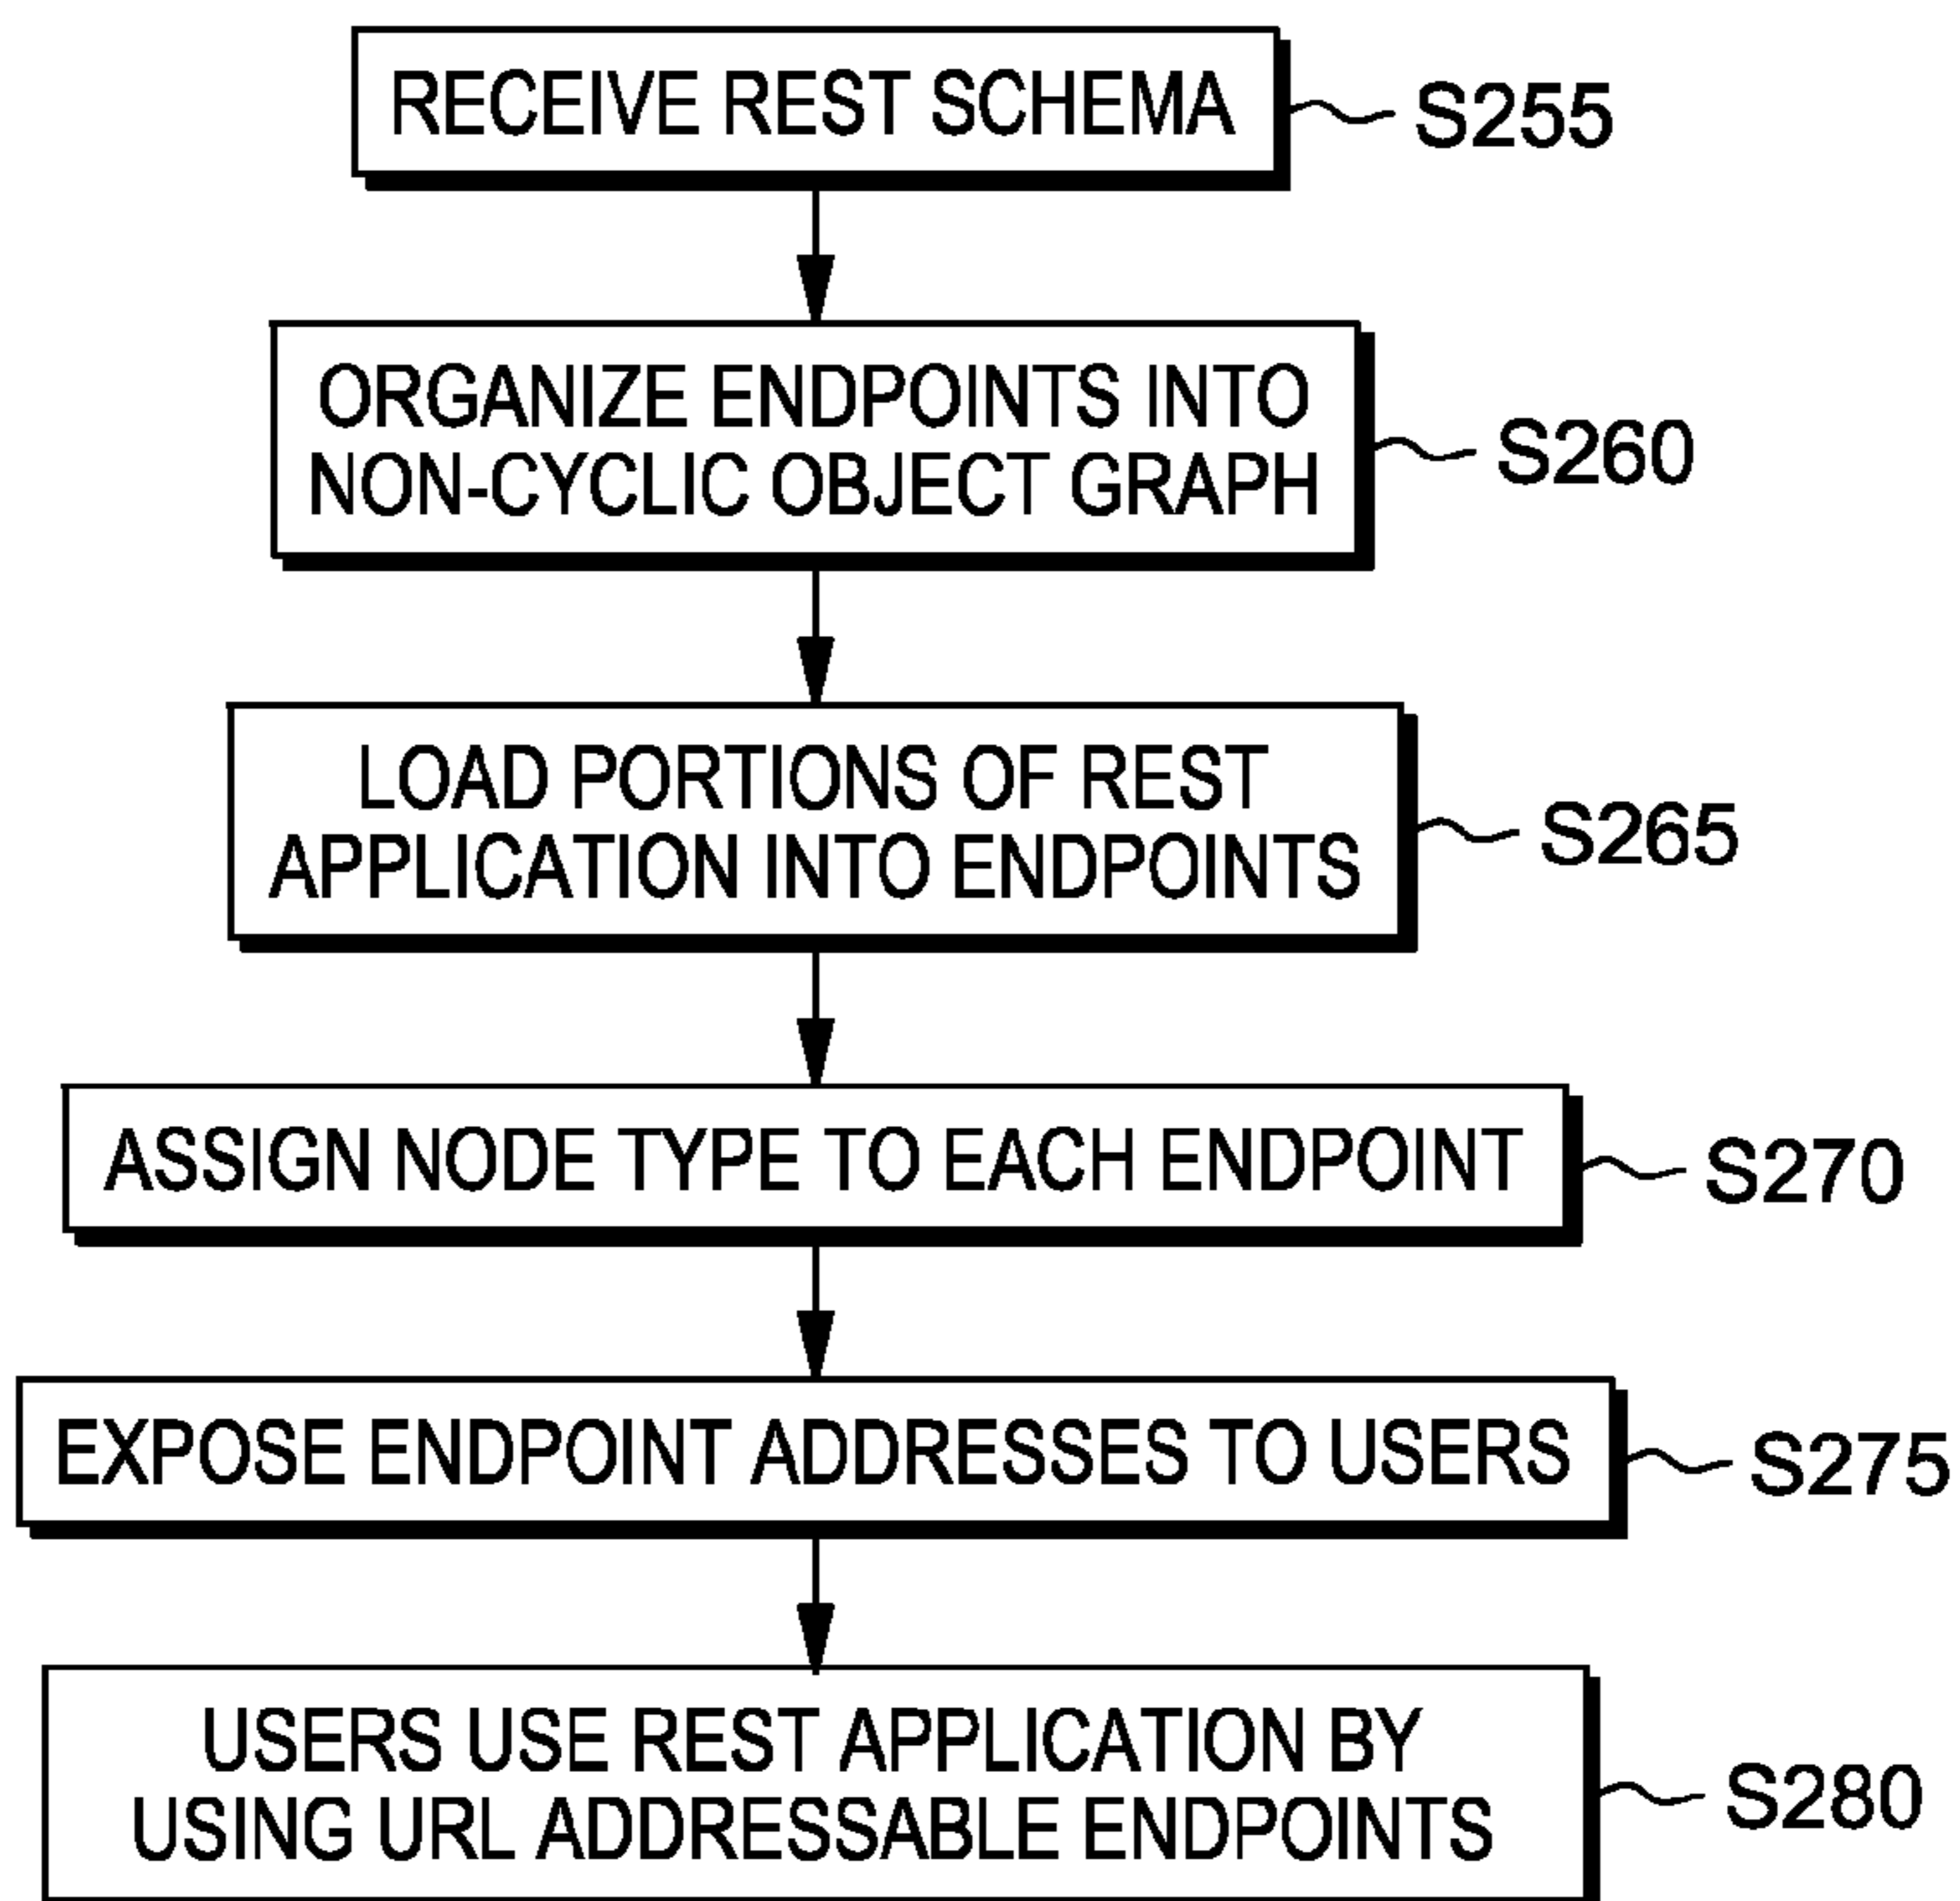 RECEIVE REST SCHEMA
S255
ORGANIZE ENDPOINTS INTO
NON-CYCLIC OBJECT GRAPH
S260
LOAD PORTIONS OF REST
APPLICATION INTO ENDPOINTS
S265
ASSIGN NODE TYPE TO EACH ENDPOINT
S270
EXPOSE ENDPOINT ADDRESSES TO USERS
S275
USERS USE REST APPLICATION BY
USING URL ADDRESSABLE ENDPOINTS
S280